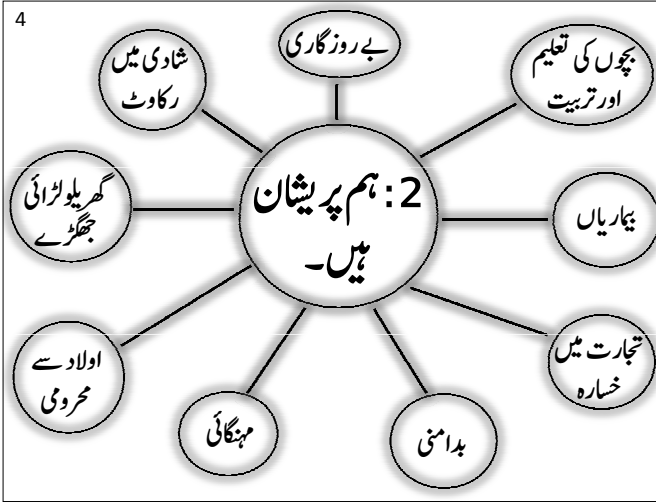 4
بے روزگاری
بچوں کی تعلیم
اور تربیت
شادی میں
رکاوٹ
2: ہم پریشان
ہیں۔
گھریلو لڑائی
جھگڑے
بیماریاں
تجارت میں
خسارہ
اولاد سے
محرومی
مہنگائی
بدامنی